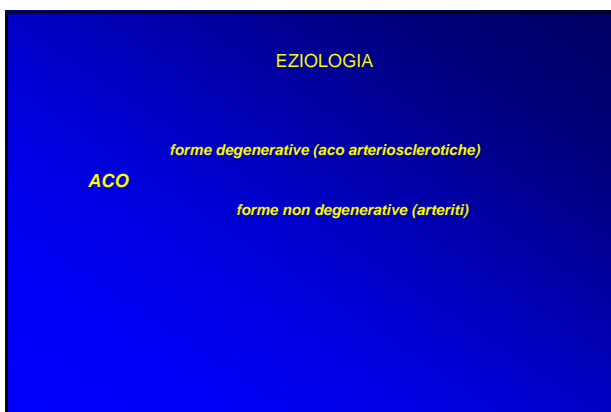 EZIOLOGIA
forme degenerative (aco arteriosclerotiche)
ACO
forme non degenerative (arteriti)